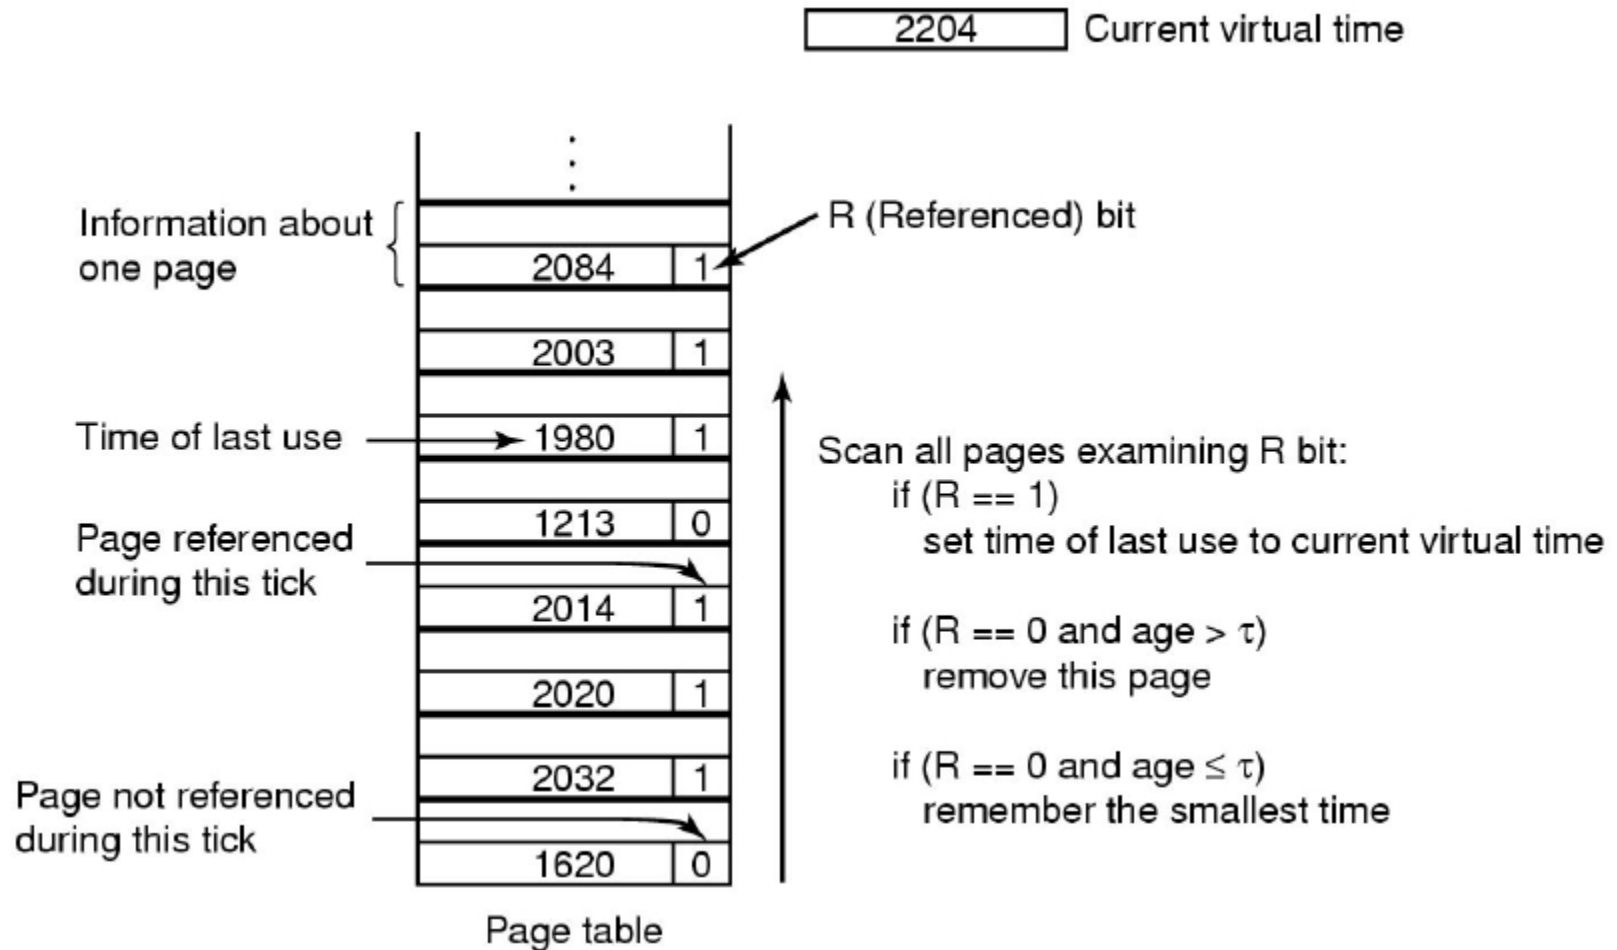 2204 Current virtual time
Information about
one page
2084 1
R (Referenced) bit
2003 1
Time of last use
1980 1
1213 0
Page referenced
during this tick
2014 1
2020 1
2032 1
Page not referenced
during this tick
1620 0
Page table
Scan all pages examining R bit:
if (R == 1)
set time of last use to current virtual time
if (R == 0 and age > τ)
remove this page
if (R == 0 and age ≤ τ)
remember the smallest time